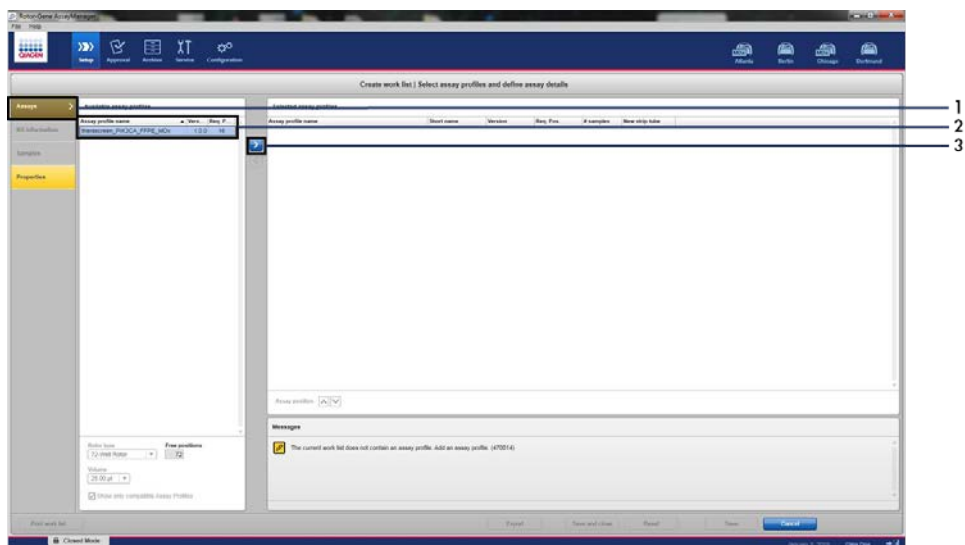 Rotor-Gene AssayManager
File Help
QIAGEN
Setup Approval Archive Service Configuration
Atlanta Berlin Chicago Dortmund
Create work list | Select assay profiles and define assay details
Assays
Available assay profiles
Selected assay profiles
1
Assay profile name Vers... Req. P...
Assay profile name Short name Version Req. Pos. # samples New strip tube
2
therascreen_PIK3CA_FFPE_MDx 1.0.0 16
Kit information
3
Samples
Properties
Assay position
Messages
The current work list does not contain an assay profile. Add an assay profile. (470014)
Rotor type Free positions
72-Well Rotor 72
Volume
25.00 µl
Show only compatible Assay Profiles
Print work list Export Save and close Reset Cancel
Closed Mode